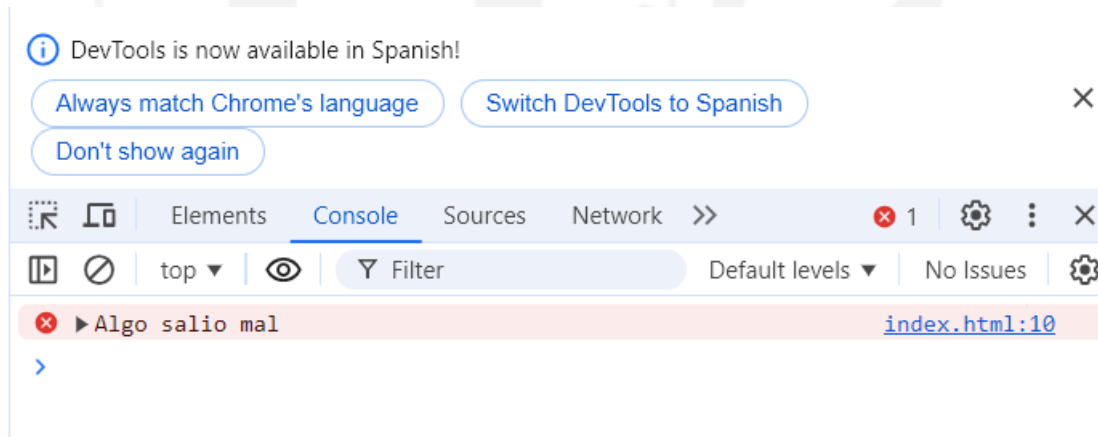 DevTools is now available in Spanish!
Always match Chrome's language Switch DevTools to Spanish
Don't show again
Elements Console Sources Network 1
top Filter Default levels No Issues
Algo salio mal index.html:10